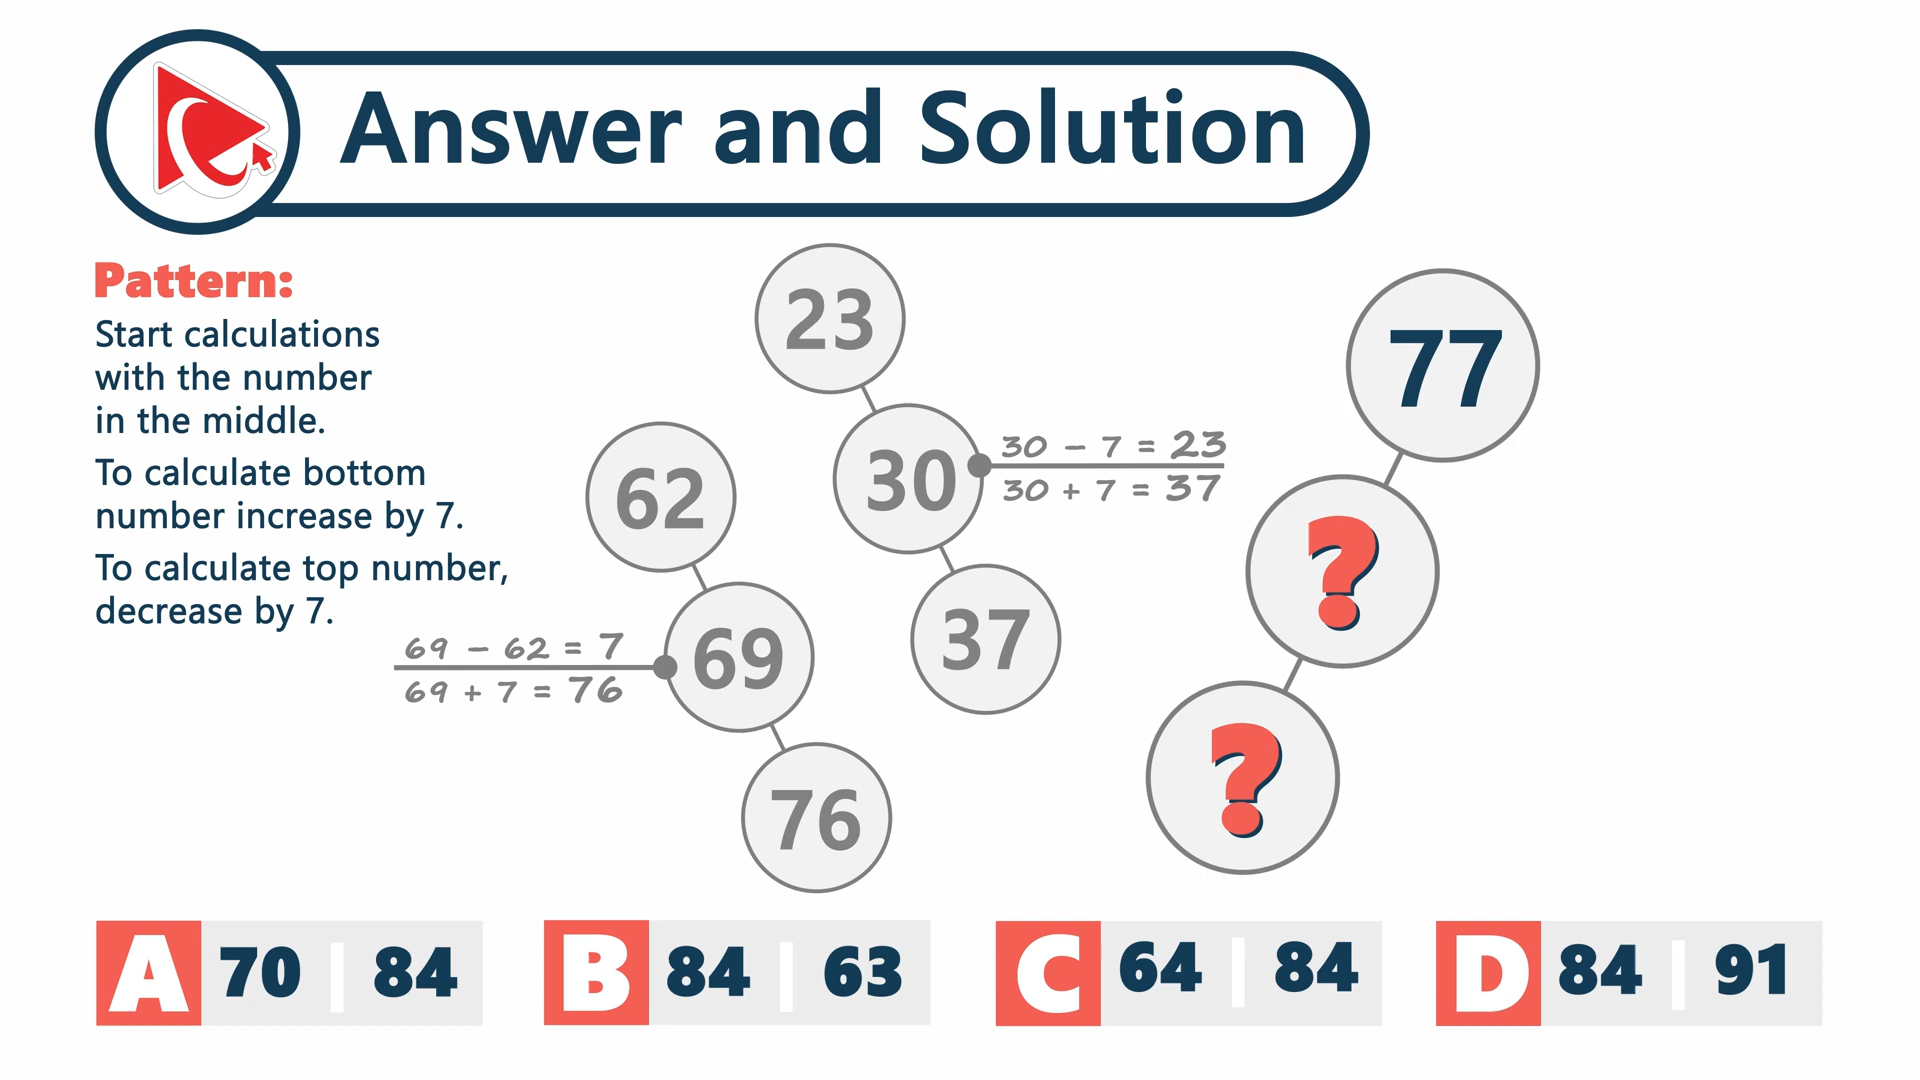 Answer and Solution
Pattern:
Start calculations
with the number
in the middle.
To calculate bottom
number increase by 7.
To calculate top number,
decrease by 7.
69 - 62 = 7
69 + 7 = 76
62
69
76
23
30
37
30 - 7 = 23
30 + 7 = 37
77
?
?
A 70 | 84
B 84 | 63
C 64 | 84
D 84 | 91